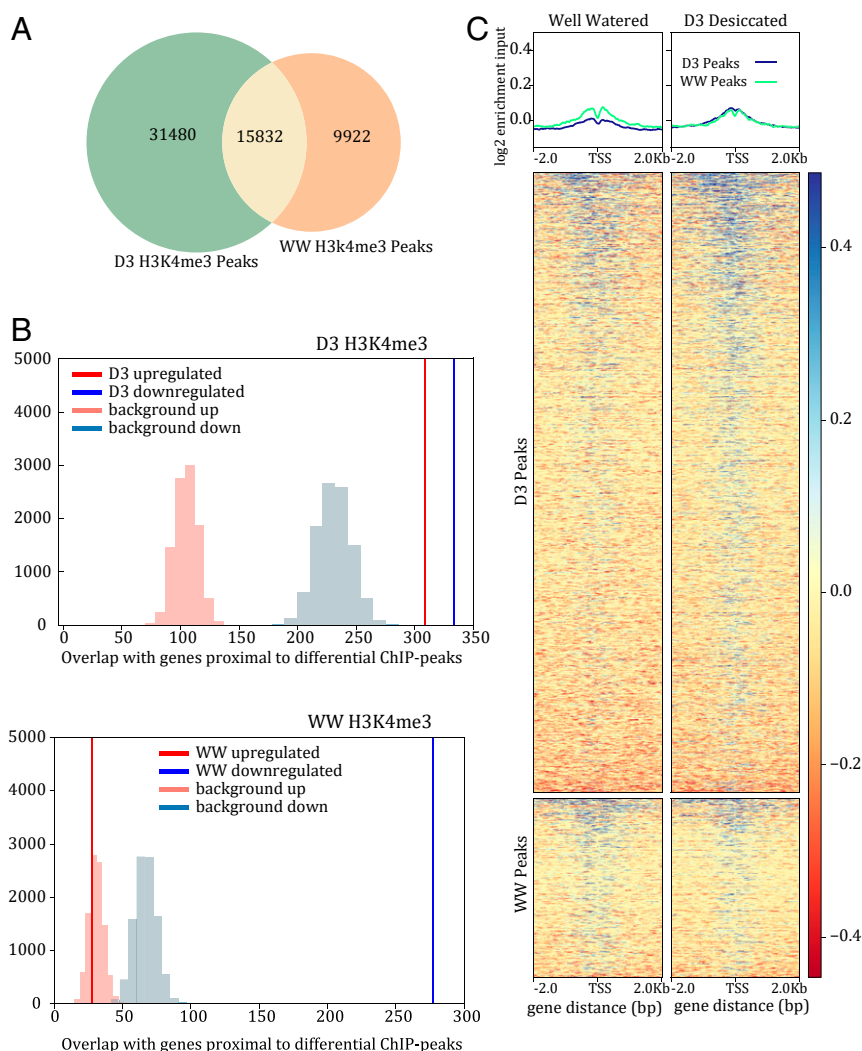 A
31480
15832
9922
D3 H3K4me3 Peaks
WW H3k4me3 Peaks
B
D3 H3K4me3
5000
4000
3000
2000
1000
0
D3 upregulated
D3 downregulated
background up
background down
0
50
100
150
200
250
300
350
Overlap with genes proximal to differential ChIP-peaks
WW H3K4me3
5000
4000
3000
2000
1000
0
WW upregulated
WW downregulated
background up
background down
0
50
100
150
200
250
300
Overlap with genes proximal to differential ChIP-peaks
C
Well Watered
D3 Desiccated
log2 enrichment input
0.4
0.2
0.0
D3 Peaks
WW Peaks
-2.0
TSS
2.0Kb
-2.0
TSS
2.0Kb
D3 Peaks
WW Peaks
-2.0
TSS
2.0Kb
-2.0
TSS
2.0Kb
gene distance (bp)
gene distance (bp)
0.4
0.2
0.0
−0.2
−0.4